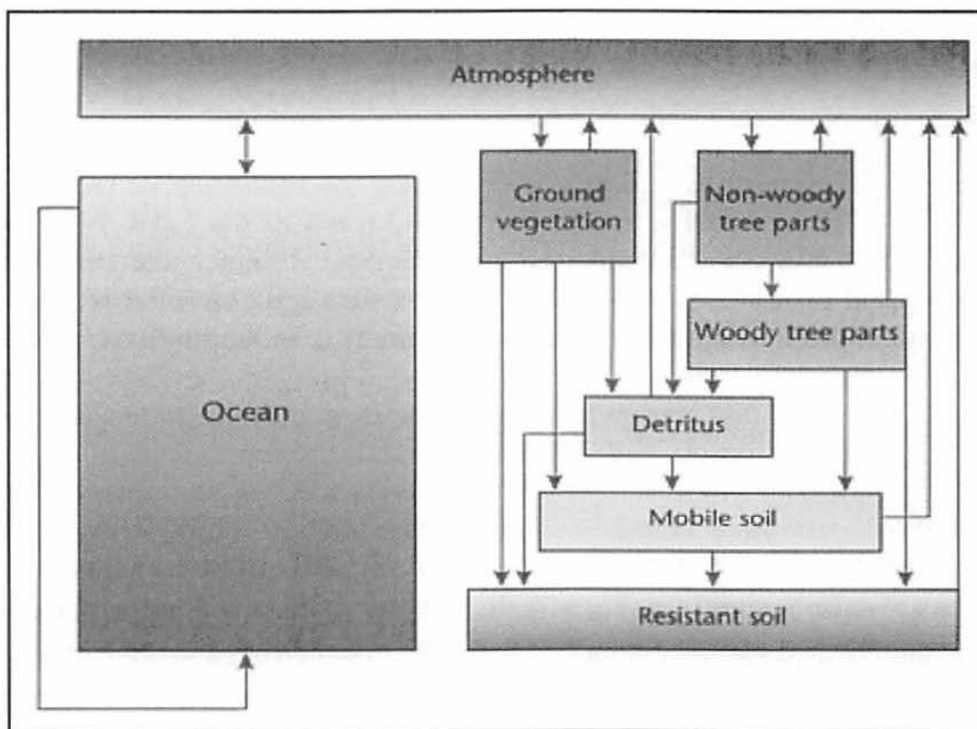 Atmosphere
Ground
vegetation
Non-woody
tree parts
Woody tree parts
Ocean
Detritus
Mobile soil
Resistant soil